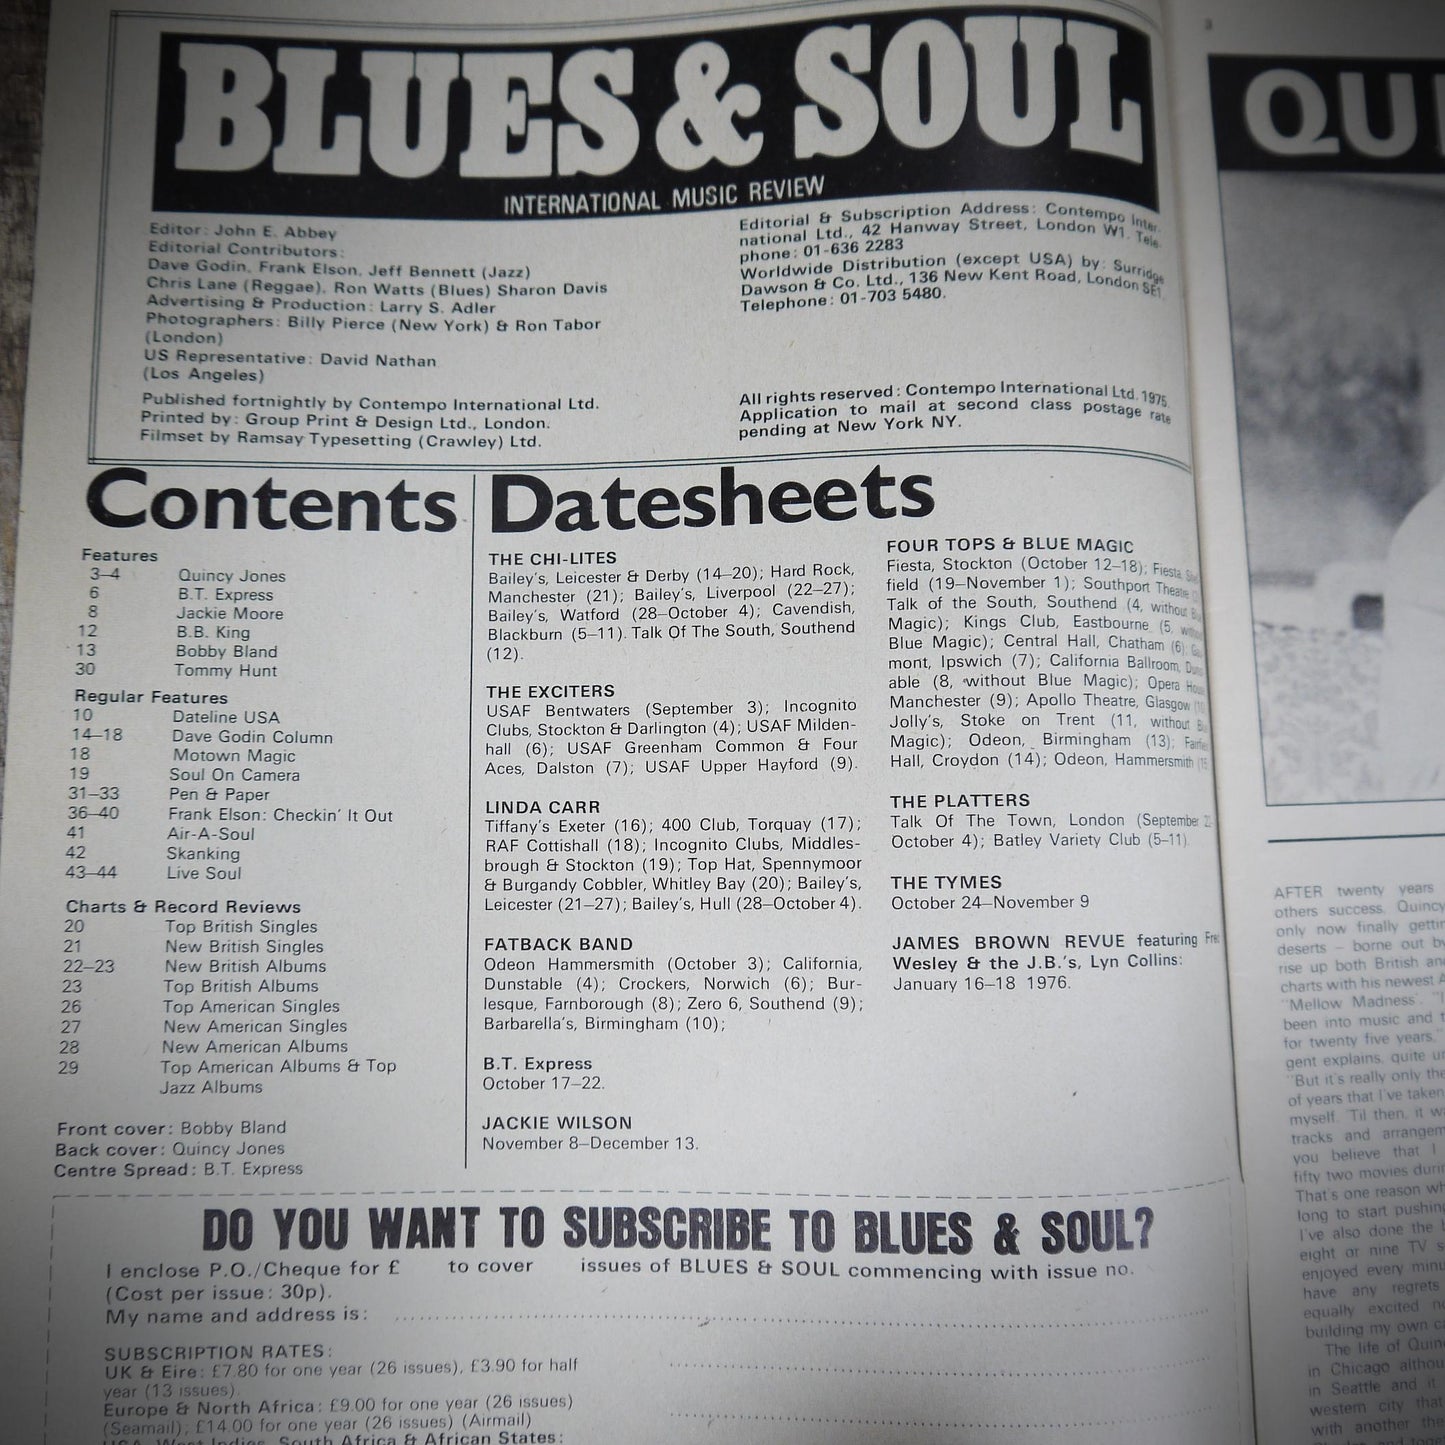 BLUES & SOUL
INTERNATIONAL MUSIC REVIEW
Editor: John E. Abbey
Editorial Contributors:
Dave Godin, Frank Elson, Jeff Bennett (Jazz)
Chris Lane (Reggae), Ron Watts (Blues) Sharon Davis
Advertising & Production: Larry S. Adler
Photographers: Billy Pierce (New York) & Ron Tabor
(London)
US Representative: David Nathan
(Los Angeles)
Published fortnightly by Contempo International Ltd.
Printed by: Group Print & Design Ltd., London.
Filmset by Ramsay Typesetting (Crawley) Ltd.
Editorial & Subscription Address: Contempo Inter-
national Ltd., 42 Hanway Street, London W1. Tele-
phone: 01-636 2283
Worldwide Distribution (except USA) by: Surridge
Dawson & Co. Ltd., 136 New Kent Road, London SE1.
Telephone: 01-703 5480.
All rights reserved: Contempo International Ltd. 1975.
Application to mail at second class postage rate
pending at New York NY.
Contents
Features
3–4 Quincy Jones
6 B.T. Express
8 Jackie Moore
12 B.B. King
13 Bobby Bland
30 Tommy Hunt
Regular Features
10 Dateline USA
14–18 Dave Godin Column
18 Motown Magic
19 Soul On Camera
31–33 Pen & Paper
36–40 Frank Elson: Checkin' It Out
41 Air-A-Soul
42 Skanking
43–44 Live Soul
Charts & Record Reviews
20 Top British Singles
21 New British Singles
22–23 New British Albums
23 Top British Albums
26 Top American Singles
27 New American Singles
28 New American Albums
29 Top American Albums & Top
Jazz Albums
Front cover: Bobby Bland
Back cover: Quincy Jones
Centre Spread: B.T. Express
Datesheets
THE CHI-LITES
Bailey's, Leicester & Derby (14–20); Hard Rock,
Manchester (21); Bailey's, Liverpool (22–27);
Bailey's, Watford (28–October 4); Cavendish,
Blackburn (5–11). Talk Of The South, Southend
(12).
THE EXCITERS
USAF Bentwaters (September 3); Incognito
Clubs, Stockton & Darlington (4); USAF Milden-
hall (6); USAF Greenham Common & Four
Aces, Dalston (7); USAF Upper Hayford (9).
LINDA CARR
Tiffany's Exeter (16); 400 Club, Torquay (17);
RAF Cottishall (18); Incognito Clubs, Middles-
brough & Stockton (19); Top Hat, Spennymoor
& Burgandy Cobbler, Whitley Bay (20); Bailey's,
Leicester (21–27); Bailey's, Hull (28–October 4).
FATBACK BAND
Odeon Hammersmith (October 3); California,
Dunstable (4); Crockers, Norwich (6); Bur-
lesque, Farnborough (8); Zero 6, Southend (9);
Barbarella's, Birmingham (10);
B.T. Express
October 17–22.
JACKIE WILSON
November 8–December 13.
FOUR TOPS & BLUE MAGIC
Fiesta, Stockton (October 12–18); Fiesta,
field (19–November 1); Southport Theatre
Talk of the South, Southend (4, without
Magic); Kings Club, Eastbourne (5,
Blue Magic); Central Hall, Chatham (6)
mont, Ipswich (7); California Ballroom,
able (8, without Blue Magic); Opera
Manchester (9); Apollo Theatre, Glasgow
Jolly's, Stoke on Trent (11, without
Magic); Odeon, Birmingham (13);
Hall, Croydon (14); Odeon, Hammersmith
THE PLATTERS
Talk Of The Town, London (September
October 4); Batley Variety Club (5–11).
THE TYMES
October 24–November 9
JAMES BROWN REVUE featuring Fre
Wesley & the J.B.'s, Lyn Collins:
January 16–18 1976.
DO YOU WANT TO SUBSCRIBE TO BLUES & SOUL?
I enclose P.O./Cheque for £ to cover issues of BLUES & SOUL commencing with issue no.
(Cost per issue: 30p).
My name and address is:
SUBSCRIPTION RATES:
UK & Eire: £7.80 for one year (26 issues), £3.90 for half
year (13 issues).
Europe & North Africa: £9.00 for one year (26 issues)
(Seamail); £14.00 for one year (26 issues) (Airmail)
USA, West Indies, South Africa & African States:
3
QUI
AFTER twenty years
others success, Quincy
only now finally gettin
deserts – borne out by
rise up both British and
charts with his newest A
"Mellow Madness". "I
been into music and t
for twenty five years,"
gent explains, quite un
"But it's really only the
of years that I've taken
myself. 'Til then, it wa
tracks and arrangem
you believe that I
fifty two movies durin
That's one reason wh
long to start pushing
I've also done the
eight or nine TV s
enjoyed every minu
have any regrets
equally excited no
building my own ca
The life of Quin
in Chicago althou
in Seattle and it
western city that
with another the